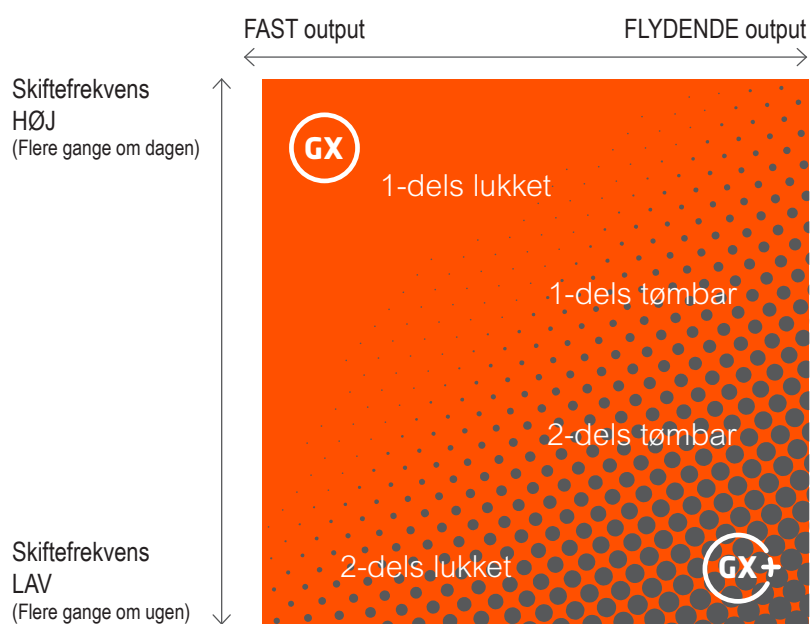 FAST output
FLYDENDE output
Skiftefrekvens
HØJ
(Flere gange om dagen)
GX
1-dels lukket
1-dels tømbar
2-dels tømbar
2-dels lukket
GX+
Skiftefrekvens
LAV
(Flere gange om ugen)